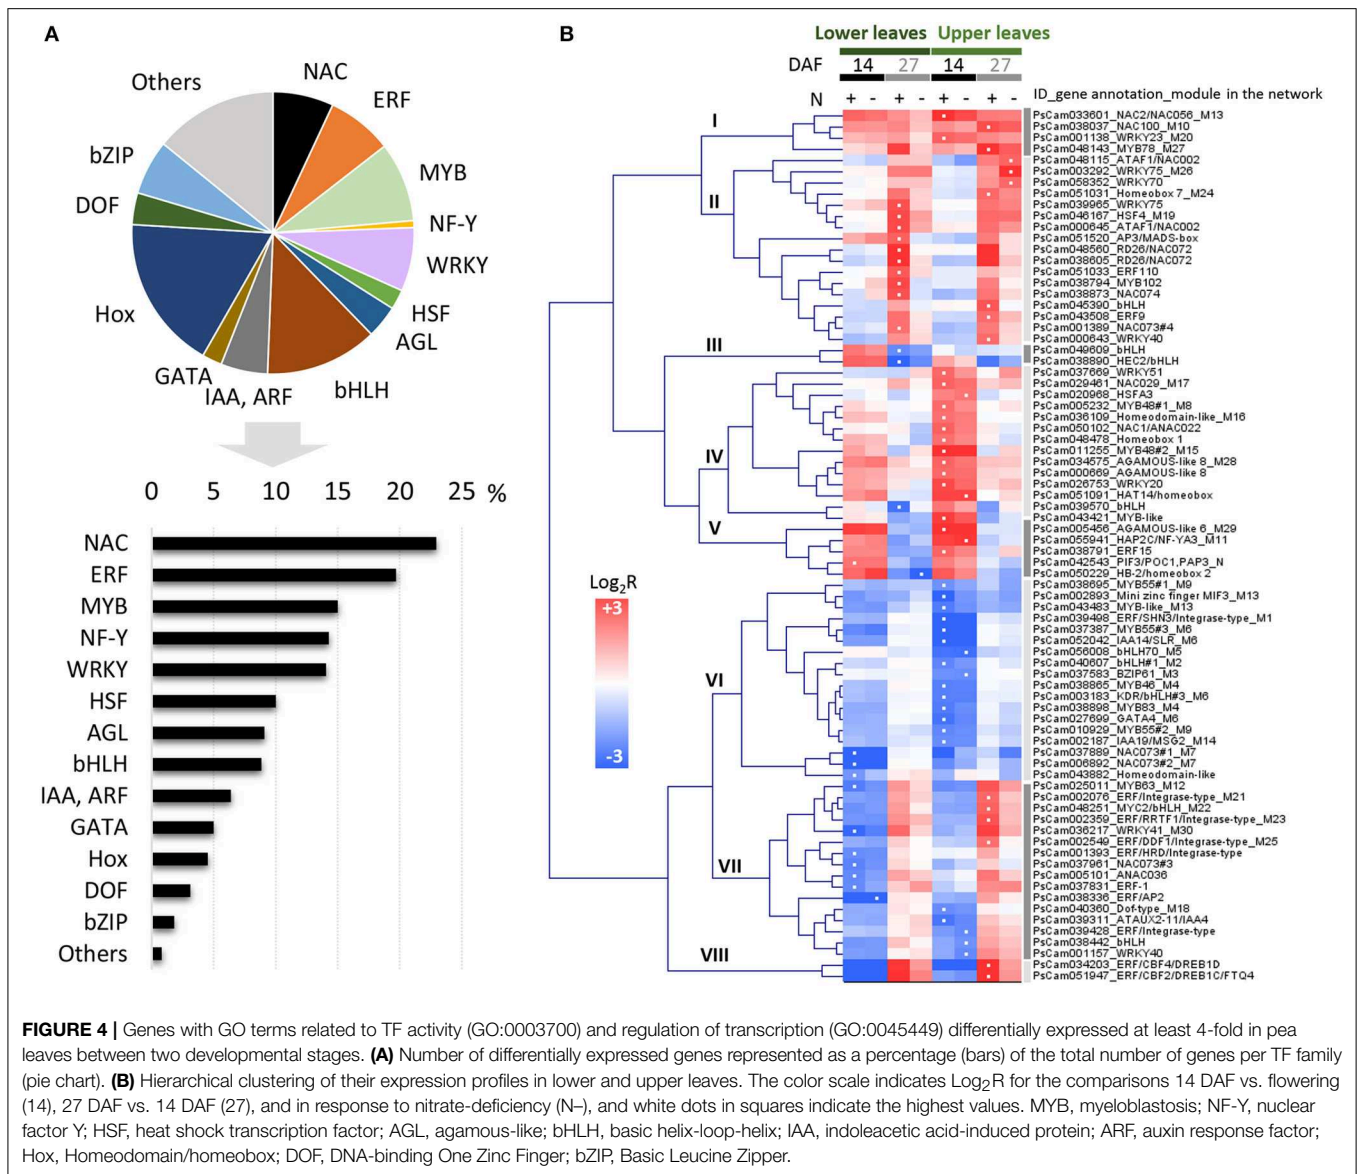 A
Others
NAC
ERF
bZIP
MYB
DOF
NF-Y
WRKY
Hox
HSF
AGL
GATA
IAA, ARF
bHLH
0 5 10 15 20 25 %
NAC
ERF
MYB
NF-Y
WRKY
HSF
AGL
bHLH
IAA, ARF
GATA
Hox
DOF
bZIP
Others
B
Lower leaves Upper leaves
DAF 14 27 14 27
N + - + - + - + - ID_gene annotation_module in the network
I
II
III
IV
V
VI
VII
VIII
Log2R
+3
-3
PsCam033601_NAC2/NAC056_M13
PsCam038037_NAC100_M10
PsCam001138_WRKY23_M20
PsCam048143_MYB78_M27
PsCam048115_ATAF1/NAC002
PsCam003292_WRKY75_M26
PsCam058352_WRKY70
PsCam051031_Homeobox 7_M24
PsCam039965_WRKY75
PsCam046167_HSF4_M19
PsCam000645_ATAF1/NAC002
PsCam051520_AP3/MADS-box
PsCam048560_RD26/NAC072
PsCam038605_RD26/NAC072
PsCam051033_ERF110
PsCam038794_MYB102
PsCam038873_NAC074
PsCam045390_bHLH
PsCam043508_ERF9
PsCam001389_NAC073#4
PsCam000643_WRKY40
PsCam049609_bHLH
PsCam038890_HEC2/bHLH
PsCam037669_WRKY51
PsCam029461_NAC029_M17
PsCam020968_HSFA3
PsCam005232_MYB48#1_M8
PsCam036109_Homeodomain-like_M16
PsCam050102_NAC1/ANAC022
PsCam048478_Homeobox 1
PsCam011255_MYB48#2_M15
PsCam034575_AGAMOUS-like 8_M28
PsCam000669_AGAMOUS-like 8
PsCam026753_WRKY20
PsCam051091_HAT14/homeobox
PsCam039570_bHLH
PsCam043421_MYB-like
PsCam005456_AGAMOUS-like 6_M29
PsCam055941_HAP2C/NF-YA3_M11
PsCam038791_ERF15
PsCam042543_PIF3/POC1,PAP3_N
PsCam050229_HB-2/homeobox 2
PsCam038695_MYB55#1_M9
PsCam002893_Mini zinc finger MIF3_M13
PsCam043483_MYB-like_M13
PsCam039498_ERF/SHN3/Integrase-type_M1
PsCam037387_MYB55#3_M6
PsCam052042_IAA14/SLR_M6
PsCam056008_bHLH70_M5
PsCam040607_bHLH#1_M2
PsCam037583_BZIP61_M3
PsCam038865_MYB46_M4
PsCam003183_KDR/bHLH#3_M6
PsCam038898_MYB83_M4
PsCam027699_GATA4_M6
PsCam010929_MYB55#2_M9
PsCam002187_IAA19/MSG2_M14
PsCam037889_NAC073#1_M7
PsCam006892_NAC073#2_M7
PsCam043882_Homeodomain-like
PsCam025011_MYB63_M12
PsCam002076_ERF/Integrase-type_M21
PsCam048251_MYC2/bHLH_M22
PsCam002359_ERF/RRTF1/Integrase-type_M23
PsCam036217_WRKY41_M30
PsCam002549_ERF/DDF1/Integrase-type_M25
PsCam001393_ERF/HRD/Integrase-type
PsCam037961_NAC073#3
PsCam005101_ANAC036
PsCam037831_ERF-1
PsCam038336_ERF/AP2
PsCam040360_Dof-type_M18
PsCam039311_ATAUX2-11/IAA4
PsCam039428_ERF/Integrase-type
PsCam038442_bHLH
PsCam001157_WRKY40
PsCam034203_ERF/CBF4/DREB1D
PsCam051947_ERF/CBF2/DREB1C/FTQ4
FIGURE 4 | Genes with GO terms related to TF activity (GO:0003700) and regulation of transcription (GO:0045449) differentially expressed at least 4-fold in pea
leaves between two developmental stages. (A) Number of differentially expressed genes represented as a percentage (bars) of the total number of genes per TF family
(pie chart). (B) Hierarchical clustering of their expression profiles in lower and upper leaves. The color scale indicates Log2R for the comparisons 14 DAF vs. flowering
(14), 27 DAF vs. 14 DAF (27), and in response to nitrate-deficiency (N–), and white dots in squares indicate the highest values. MYB, myeloblastosis; NF-Y, nuclear
factor Y; HSF, heat shock transcription factor; AGL, agamous-like; bHLH, basic helix-loop-helix; IAA, indoleacetic acid-induced protein; ARF, auxin response factor;
Hox, Homeodomain/homeobox; DOF, DNA-binding One Zinc Finger; bZIP, Basic Leucine Zipper.